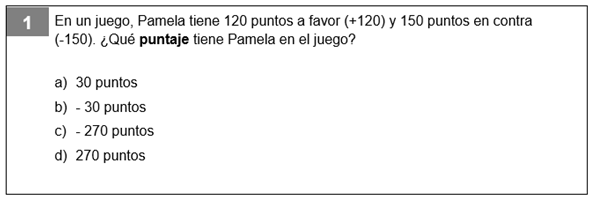 1
En un juego, Pamela tiene 120 puntos a favor (+120) y 150 puntos en contra
(-150). ¿Qué puntaje tiene Pamela en el juego?
a) 30 puntos
b) - 30 puntos
c) - 270 puntos
d) 270 puntos